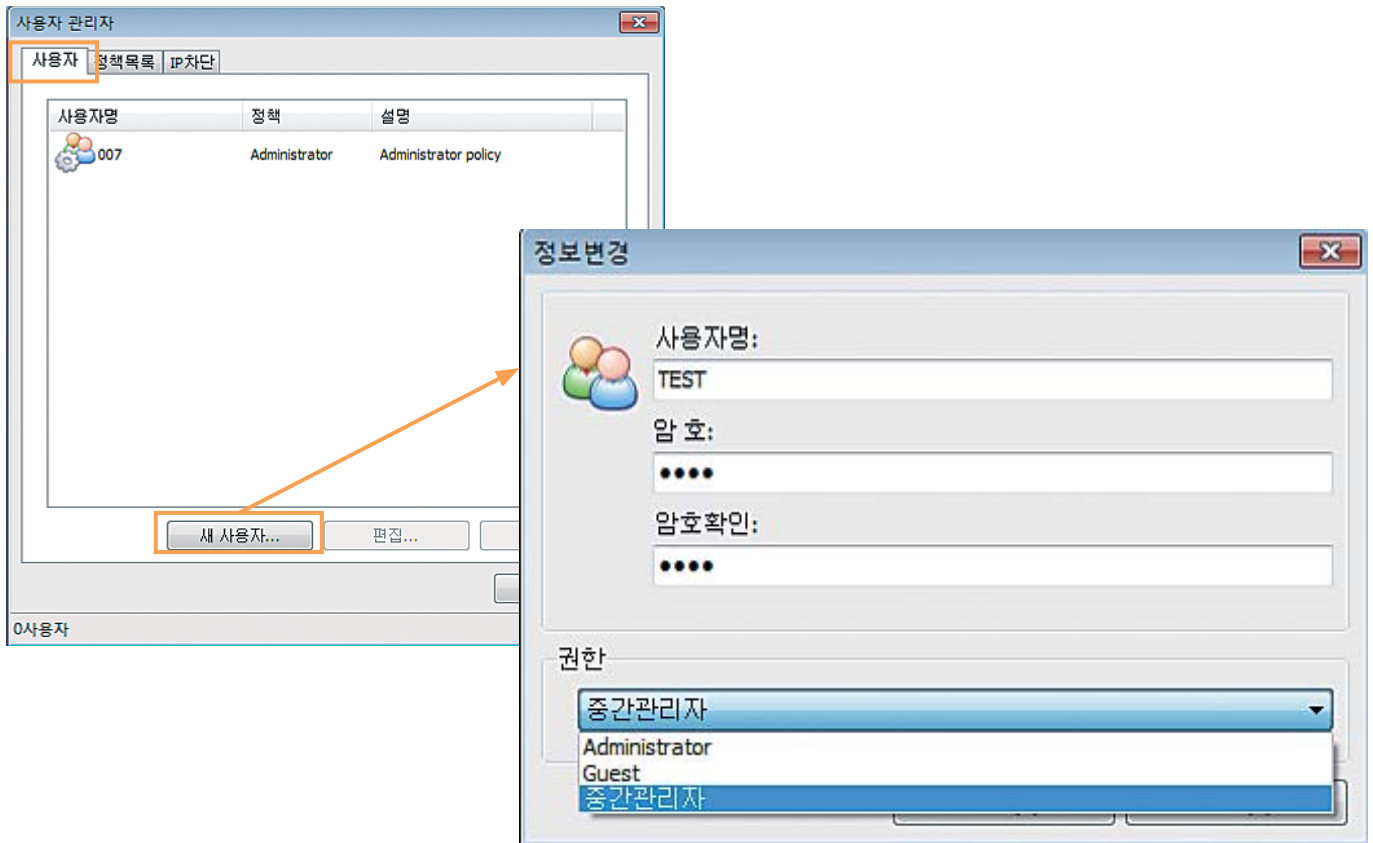 사용자 관리자
사용자 정책목록 IP차단
사용자명 정책 설명
007 Administrator Administrator policy
새 사용자... 편집...
0사용자
정보변경
사용자명:
TEST
암 호:
●●●●
암호확인:
●●●●
권한
중간관리자
Administrator
Guest
중간관리자